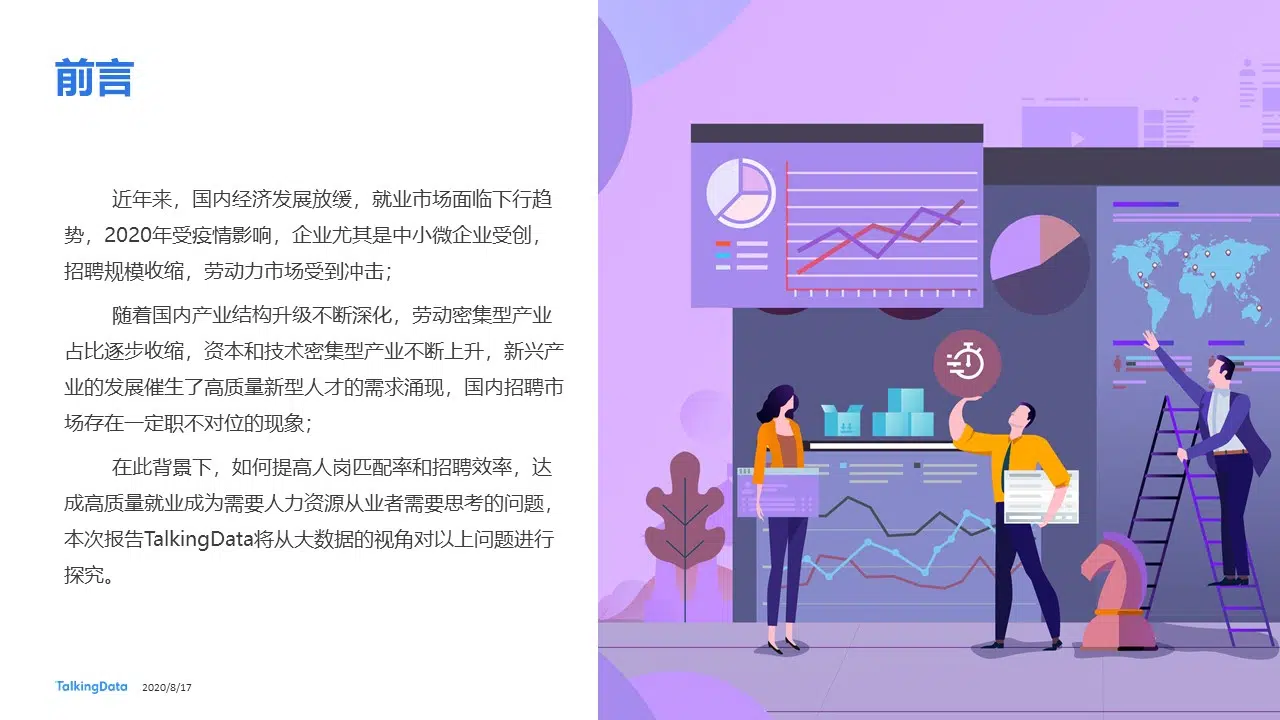 前言
近年来，国内经济发展放缓，就业市场面临下行趋
势，2020年受疫情影响，企业尤其是中小微企业受创，
招聘规模收缩，劳动力市场受到冲击；
随着国内产业结构升级不断深化，劳动密集型产业
占比逐步收缩，资本和技术密集型产业不断上升，新兴产
业的发展催生了高质量新型人才的需求涌现，国内招聘市
场存在一定职不对位的现象；
在此背景下，如何提高人岗匹配率和招聘效率，达
成高质量就业成为需要人力资源从业者需要思考的问题，
本次报告TalkingData将从大数据的视角对以上问题进行
探究。
TalkingData 2020/8/17